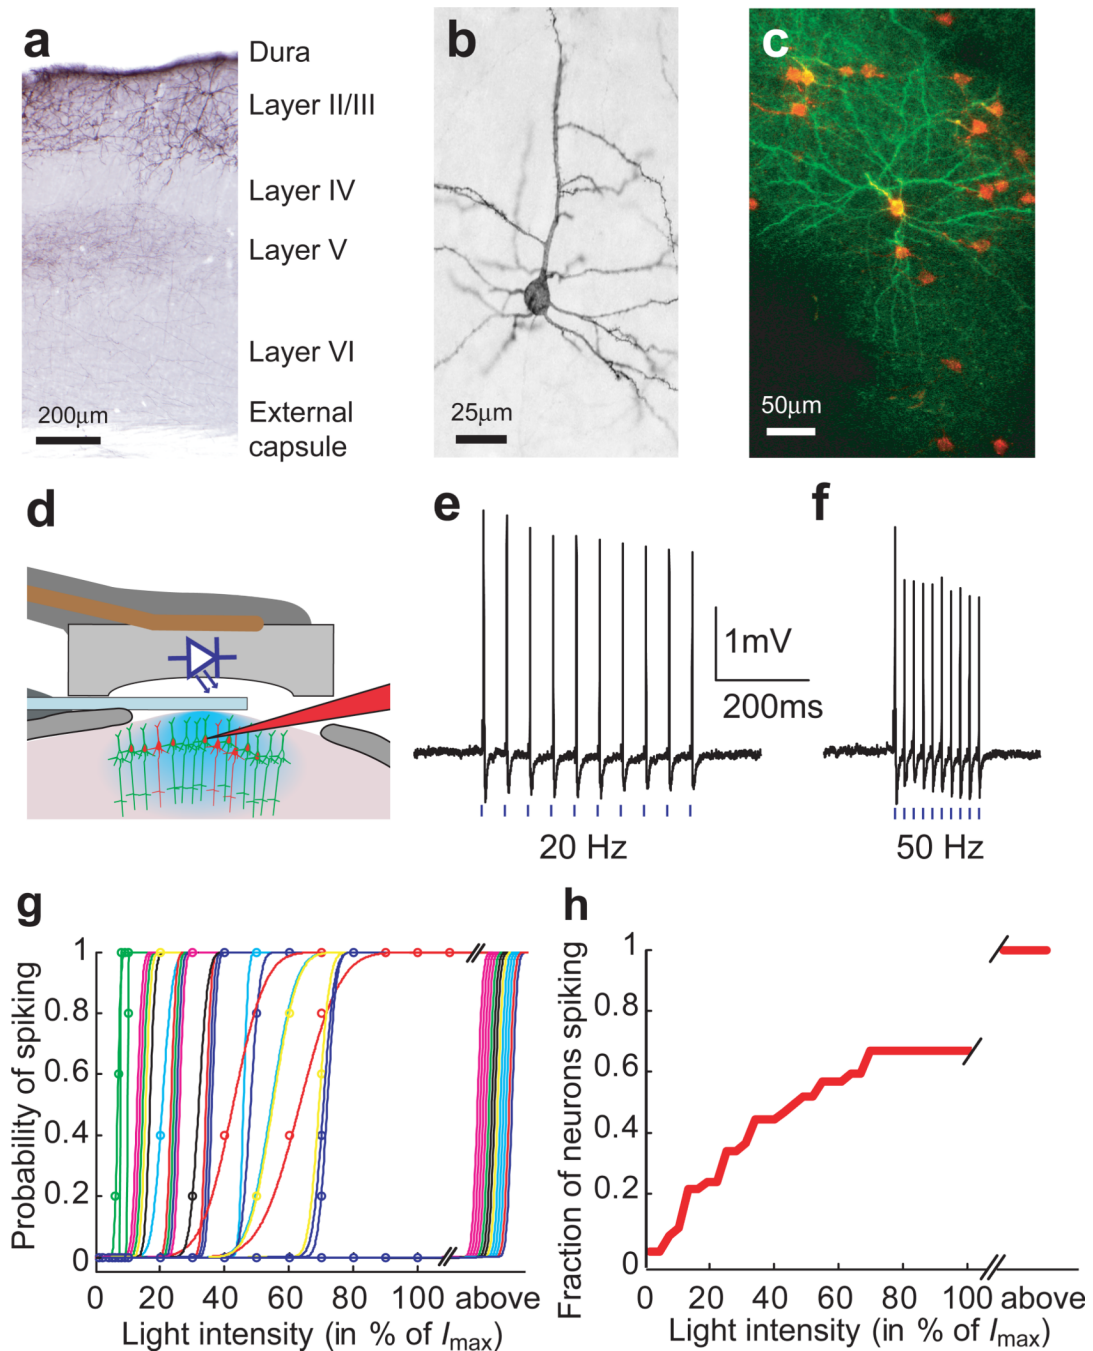 a
Dura
Layer II/III
Layer IV
Layer V
Layer VI
External
capsule
200μm
b
25μm
c
50μm
d
e
1mV
200ms
20 Hz
f
50 Hz
g
Probability of spiking
1
0.8
0.6
0.4
0.2
0
0 20 40 60 80 100 above
Light intensity (in % of Imax)
h
Fraction of neurons spiking
1
0.8
0.6
0.4
0.2
0
0 20 40 60 80 100 above
Light intensity (in % of Imax)